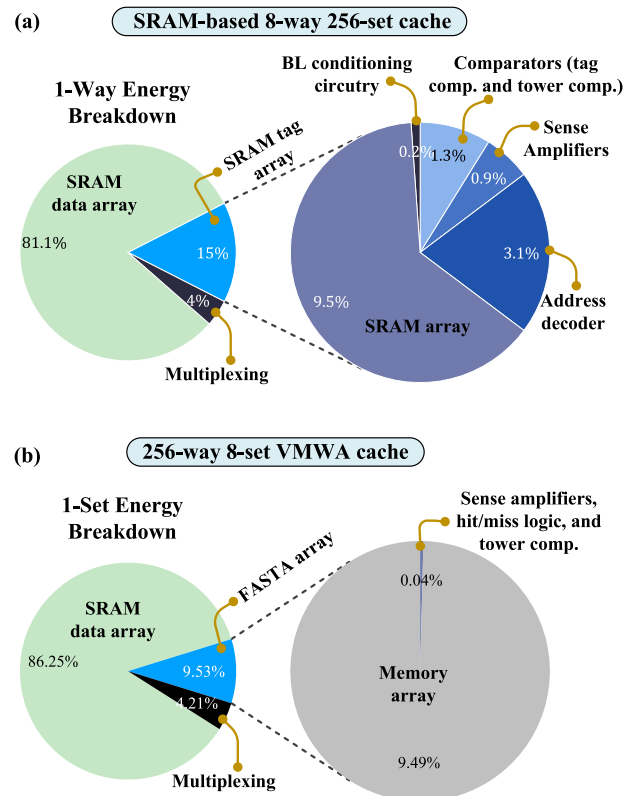 (a)
SRAM-based 8-way 256-set cache
1-Way Energy
Breakdown
BL conditioning
circutry
Comparators (tag
comp. and tower comp.)
Sense
Amplifiers
SRAM tag
array
SRAM
data array
81.1%
15%
4%
Multiplexing
0.2%
1.3%
0.9%
3.1%
Address
decoder
9.5%
SRAM array
(b)
256-way 8-set VMWA cache
1-Set Energy
Breakdown
Sense amplifiers,
hit/miss logic, and
tower comp.
FASTA array
SRAM
data array
86.25%
9.53%
4.21%
Multiplexing
0.04%
Memory
array
9.49%